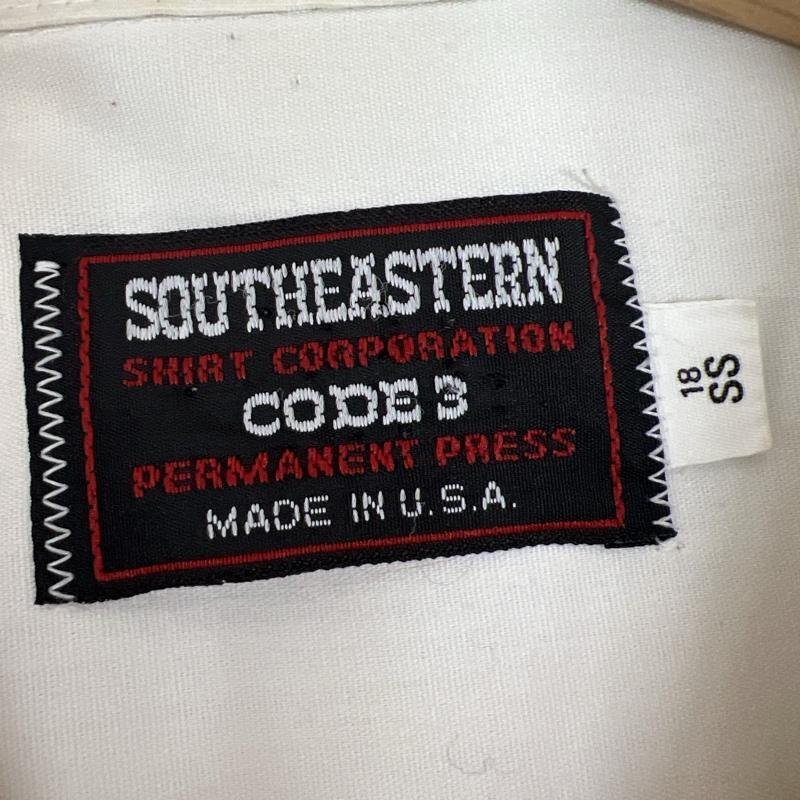 SOUTHEASTERN
SHIRT CORPORATION
CODE 3
PERMANENT PRESS
MADE IN U.S.A.
18
SS